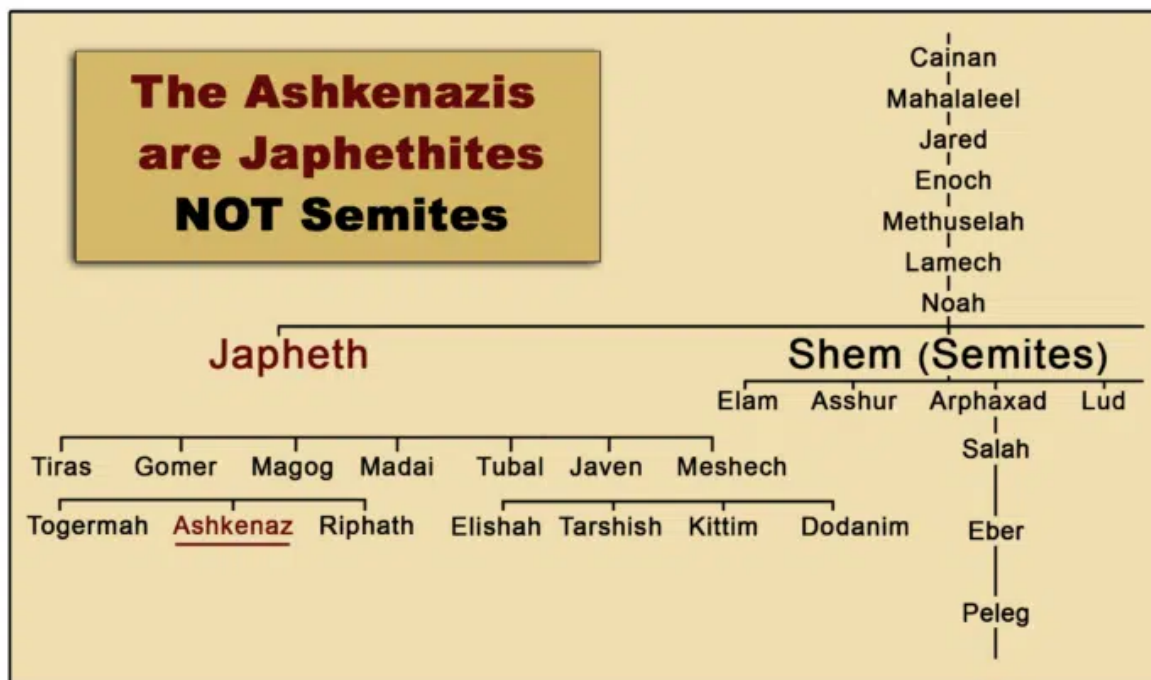 The Ashkenazis
are Japhethites
NOT Semites
Cainan
Mahalaleel
Jared
Enoch
Methuselah
Lamech
Noah
Japheth
Shem (Semites)
Elam Asshur Arphaxad Lud
Tiras Gomer Magog Madai Tubal Javen Meshech
Togermah Ashkenaz Riphath Elishah Tarshish Kittim Dodanim
Salah
Eber
Peleg